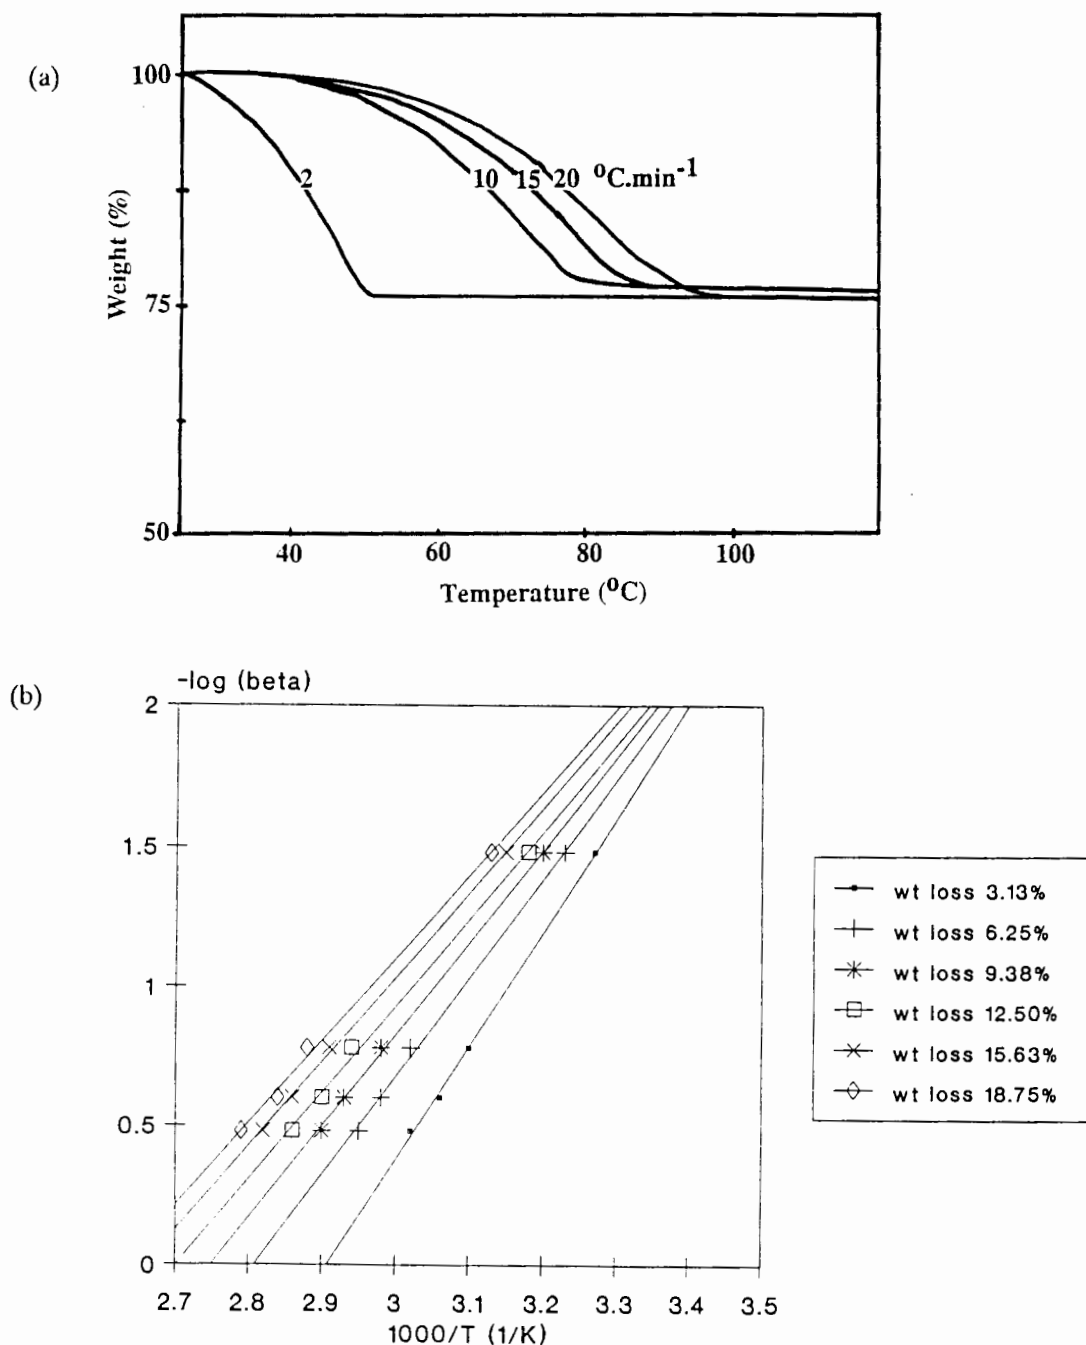 (a)
100
75
50
Weight (%)
2
10 15 20 °C.min-1
40 60 80 100
Temperature (°C)
(b)
-log (beta)
2
1.5
1
0.5
0
2.7 2.8 2.9 3 3.1 3.2 3.3 3.4 3.5
1000/T (1/K)
wt loss 3.13%
wt loss 6.25%
wt loss 9.38%
wt loss 12.50%
wt loss 15.63%
wt loss 18.75%